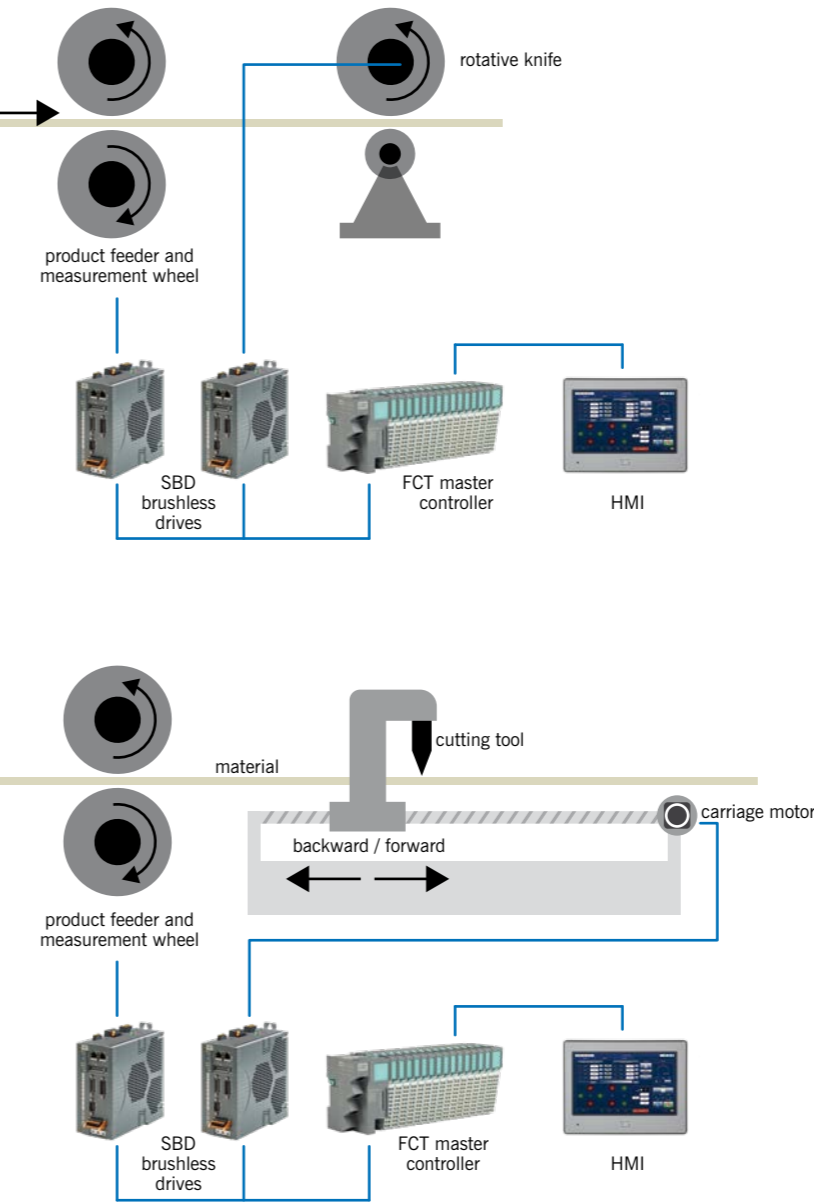 rotative knife
product feeder and
measurement wheel
SBD
brushless
drives
FCT master
controller
HMI
cutting tool
material
carriage motor
backward / forward
product feeder and
measurement wheel
SBD
brushless
drives
FCT master
controller
HMI